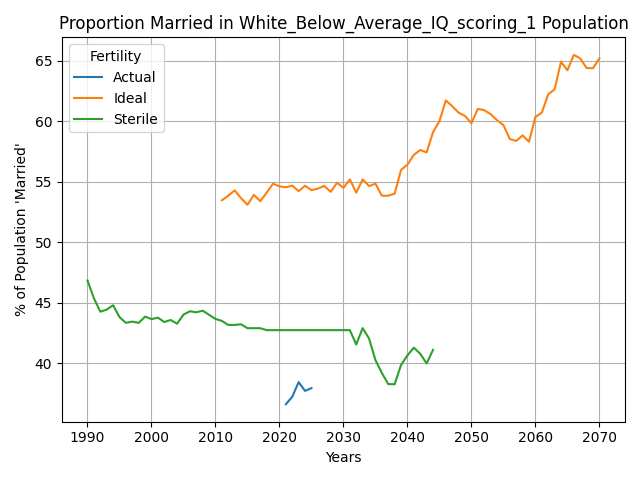 Proportion Married in White_Below_Average_IQ_scoring_1 Population
Fertility
Actual
Ideal
Sterile
% of Population 'Married'
65
60
55
50
45
40
1990 2000 2010 2020 2030 2040 2050 2060 2070
Years